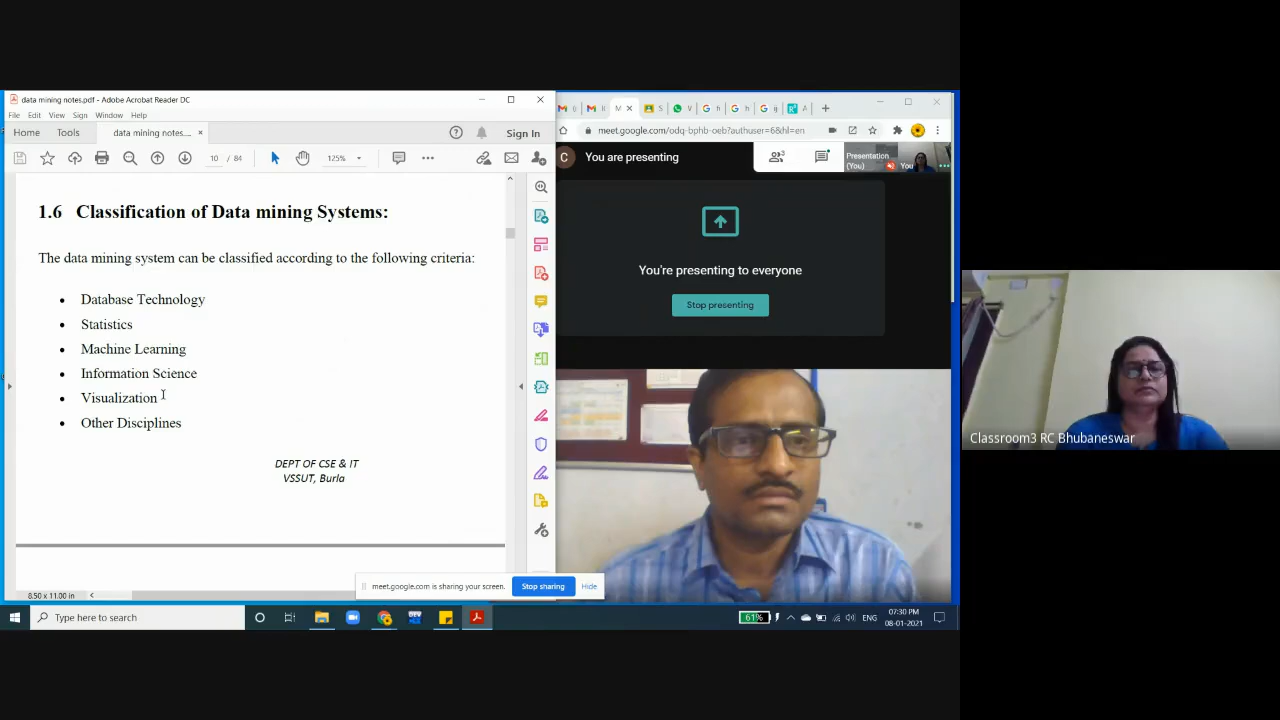 data mining notes.pdf - Adobe Acrobat Reader DC
File Edit View Sign Window Help
Home Tools data mining notes.... × Sign In
10 / 84 125%
1.6 Classification of Data mining Systems:
The data mining system can be classified according to the following criteria:
• Database Technology
• Statistics
• Machine Learning
• Information Science
• Visualization
• Other Disciplines
DEPT OF CSE & IT
VSSUT, Burla
8.50 x 11.00 in
meet.google.com is sharing your screen. Stop sharing Hide
meet.google.com/odq-bphb-oeb?authuser=6&hl=en
C You are presenting
Presentation
(You) You
You're presenting to everyone
Stop presenting
Classroom3 RC Bhubaneswar
Type here to search
61% ENG 07:30 PM
08-01-2021